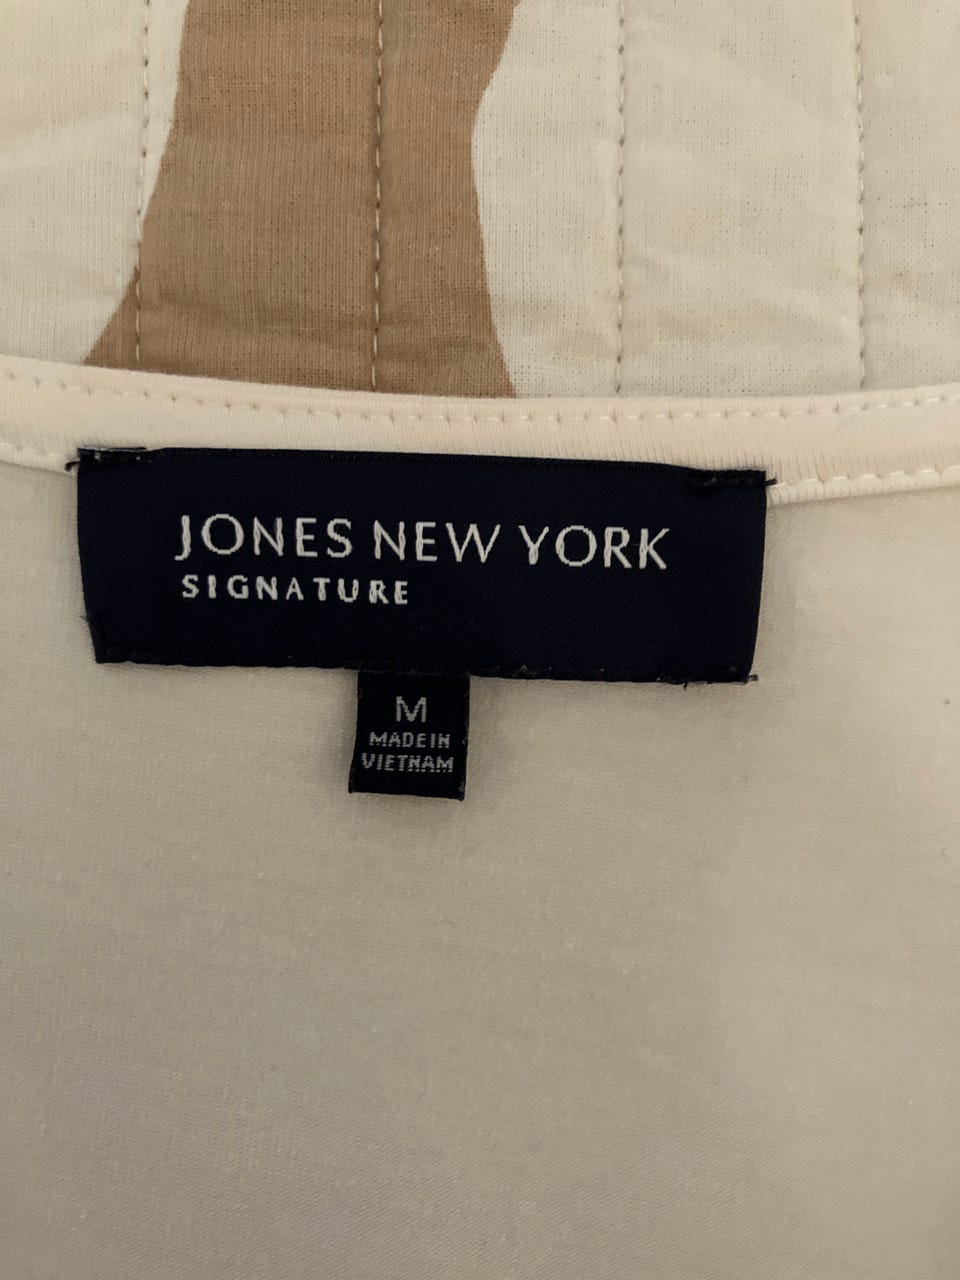 JONES NEW YORK
SIGNATURE
M
MADE IN
VIETNAM